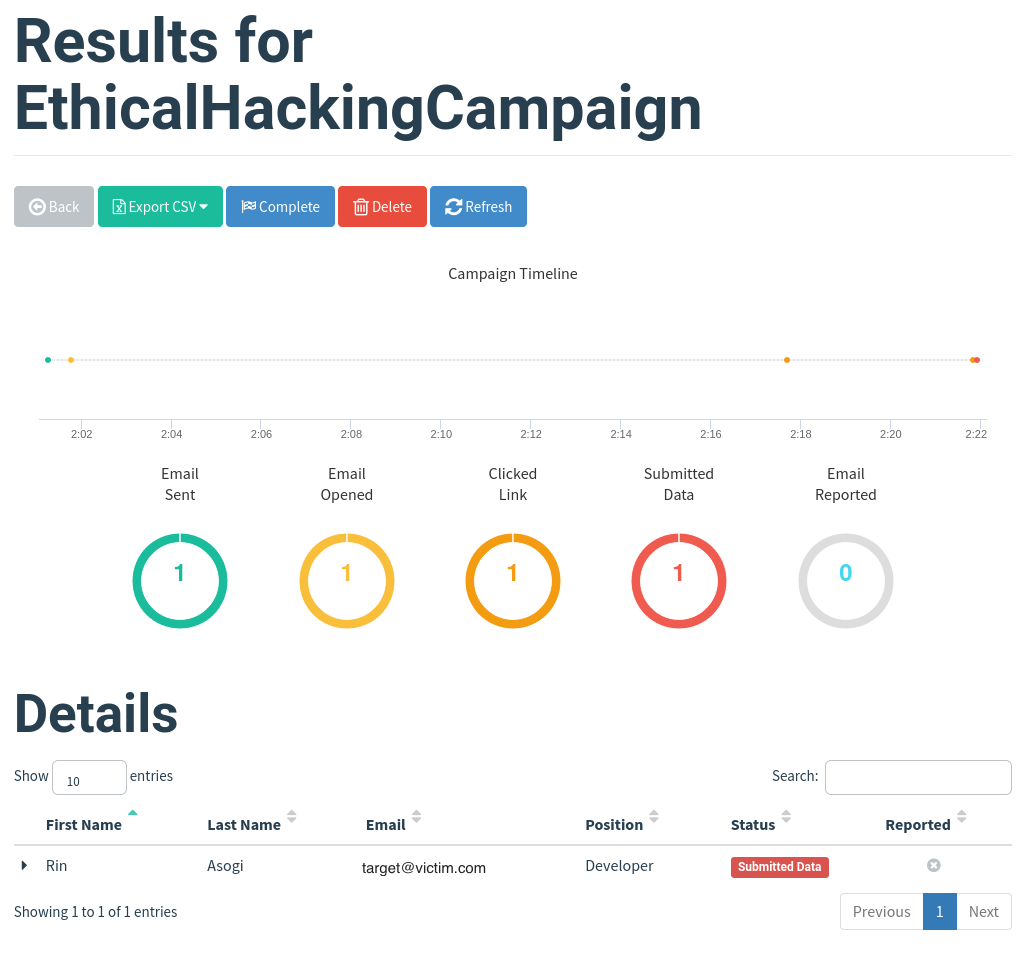 Results for
EthicalHackingCampaign
Back Export CSV Complete Delete Refresh
Campaign Timeline
2:02 2:04 2:06 2:08 2:10 2:12 2:14 2:16 2:18 2:20 2:22
Email Sent Email Opened Clicked Link Submitted Data Email Reported
1 1 1 1 0
Details
Show 10 entries Search:
First Name Last Name Email Position Status Reported
Rin Asogi target@victim.com Developer Submitted Data
Showing 1 to 1 of 1 entries Previous 1 Next